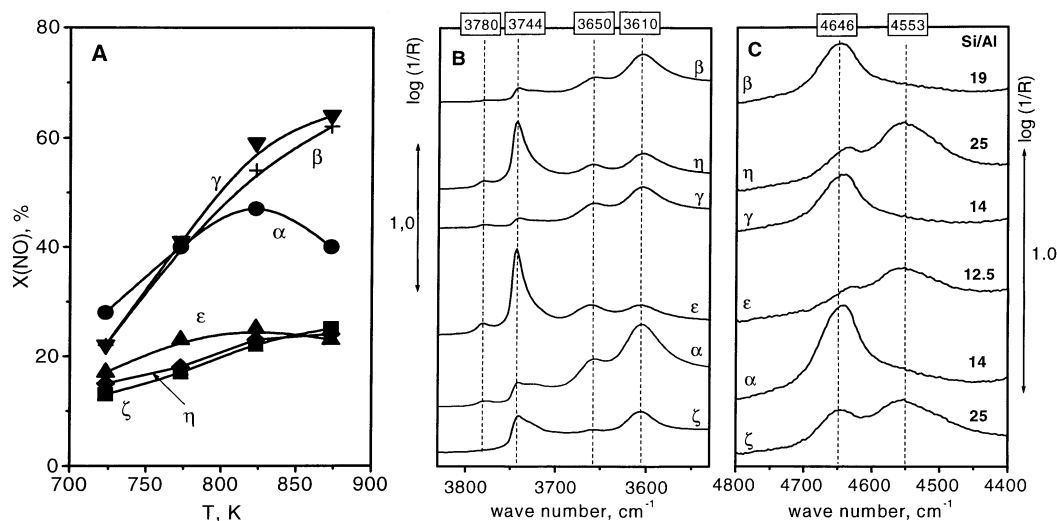 A
X(NO), %
80
60
40
20
0
700
750
800
850
900
T, K
γ
β
α
ε
ζ
η
B
log (1/R)
1,0
3780
3744
3650
3610
β
η
γ
ε
α
ζ
3800
3700
3600
wave number, cm⁻¹
C
4646
4553
Si/Al
β
19
η
25
γ
14
ε
12.5
α
14
ζ
25
log (1/R)
1.0
4800
4700
4600
4500
4400
wave number, cm⁻¹